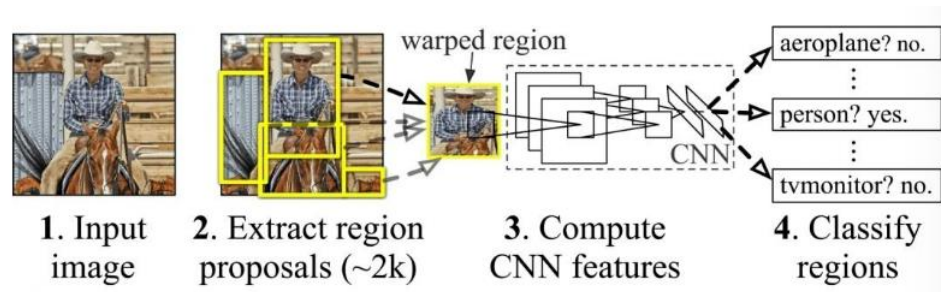 warped region
aeroplane? no.
⋮
person? yes.
⋮
tvmonitor? no.
CNN
1. Input
image
2. Extract region
proposals (~2k)
3. Compute
CNN features
4. Classify
regions